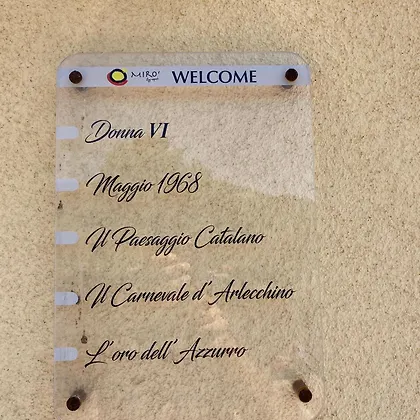 MIRO' WELCOME
Donna VI
Maggio 1968
Il Paesaggio Catalano
Il Carnevale d'Arlecchino
L'oro dell'Azzurro